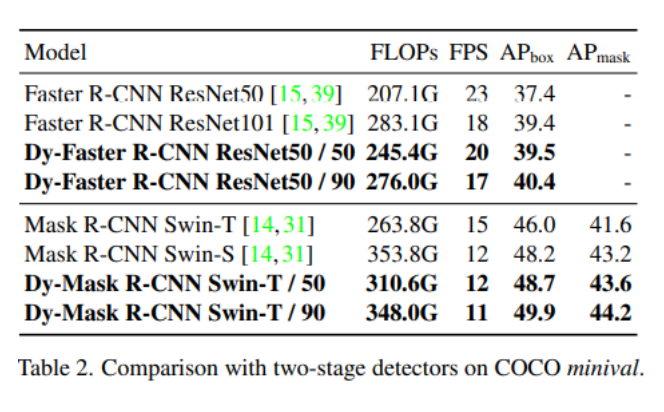 Model FLOPs FPS APbox APmask
Faster R-CNN ResNet50 [15,39] 207.1G 23 37.4 -
Faster R-CNN ResNet101 [15,39] 283.1G 18 39.4 -
Dy-Faster R-CNN ResNet50 / 50 245.4G 20 39.5 -
Dy-Faster R-CNN ResNet50 / 90 276.0G 17 40.4 -
Mask R-CNN Swin-T [14,31] 263.8G 15 46.0 41.6
Mask R-CNN Swin-S [14,31] 353.8G 12 48.2 43.2
Dy-Mask R-CNN Swin-T / 50 310.6G 12 48.7 43.6
Dy-Mask R-CNN Swin-T / 90 348.0G 11 49.9 44.2
Table 2. Comparison with two-stage detectors on COCO minival.